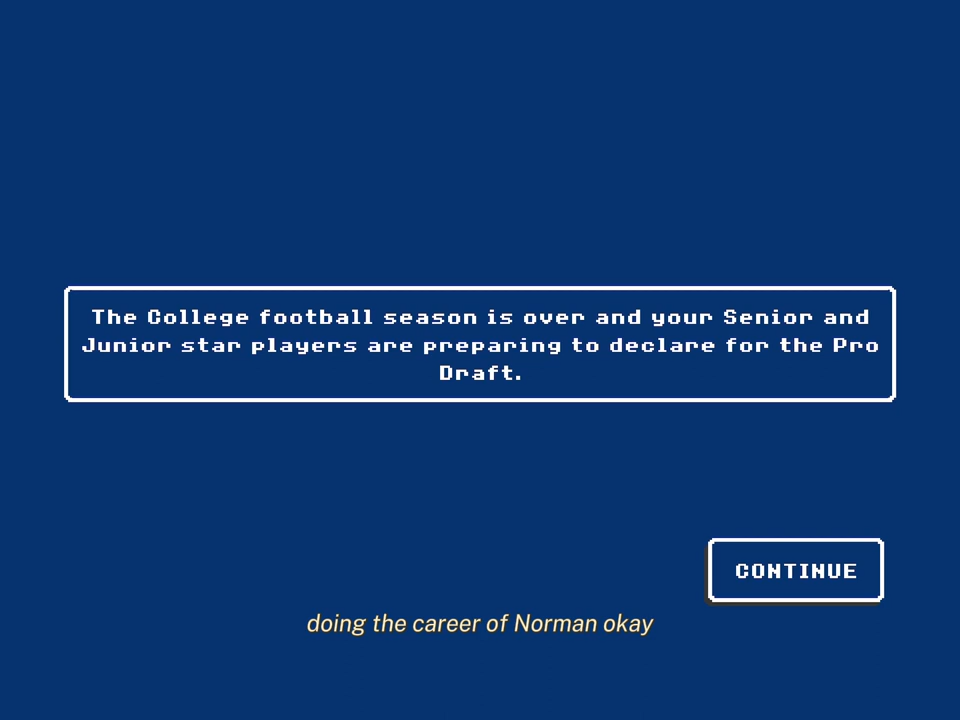 The College football season is over and your Senior and
Junior star players are preparing to declare for the Pro
Draft.
CONTINUE
doing the career of Norman okay